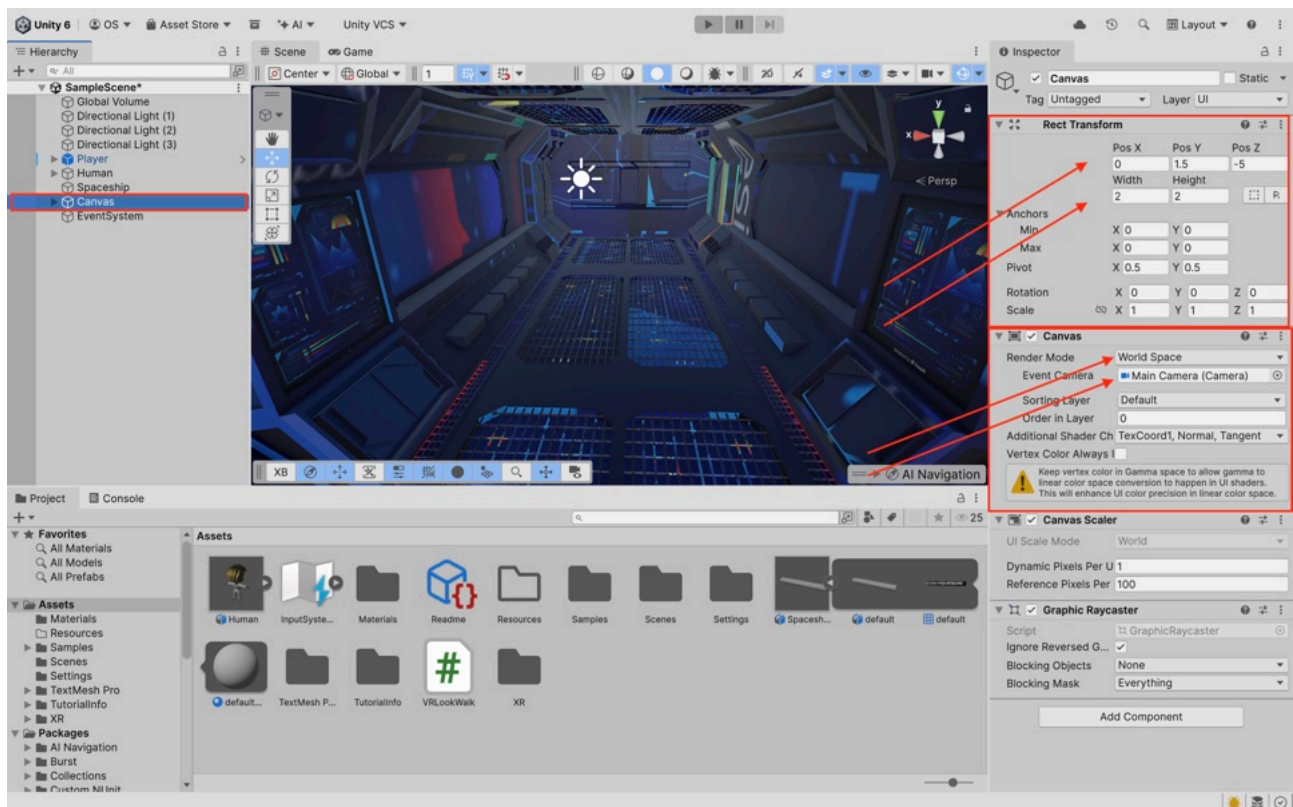 Unity 6 OS Asset Store AI Unity VCS Layout
Hierarchy
All
SampleScene*
Global Volume
Directional Light (1)
Directional Light (2)
Directional Light (3)
Player
Human
Spaceship
Canvas
EventSystem
Scene Game
Center Global 1
y
x
Persp
XB AI Navigation
Inspector
Canvas Static
Tag Untagged Layer UI
Rect Transform
Pos X Pos Y Pos Z
0 1.5 -5
Width Height
2 2 R
Anchors
Min X 0 Y 0
Max X 0 Y 0
Pivot X 0.5 Y 0.5
Rotation X 0 Y 0 Z 0
Scale X 1 Y 1 Z 1
Canvas
Render Mode World Space
Event Camera Main Camera (Camera)
Sorting Layer Default
Order in Layer 0
Additional Shader Ch TexCoord1, Normal, Tangent
Vertex Color Always I
Keep vertex color in Gamma space to allow gamma to
linear color space conversion to happen in UI shaders.
This will enhance UI color precision in linear color space.
Canvas Scaler
UI Scale Mode World
Dynamic Pixels Per U 1
Reference Pixels Per 100
Graphic Raycaster
Script GraphicRaycaster
Ignore Reversed G...
Blocking Objects None
Blocking Mask Everything
Add Component
Project Console
25
Favorites
All Materials
All Models
All Prefabs
Assets
Materials
Resources
Samples
Scenes
Settings
TextMesh Pro
TutorialInfo
XR
Packages
AI Navigation
Burst
Collections
Custom NUnit
Assets
Human InputSyste... Materials Readme Resources Samples Scenes Settings Spacesh... default default
default... TextMesh P... TutorialInfo VRLookWalk XR